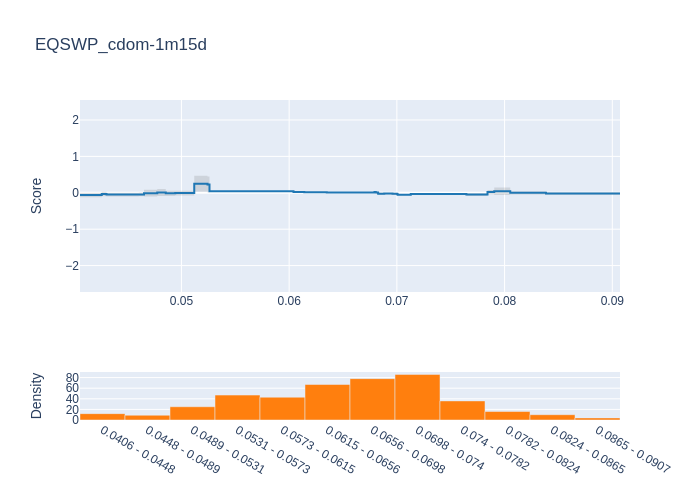 EQSWP_cdom-1m15d
Score
2
1
0
−1
−2
0.05 0.06 0.07 0.08 0.09
Density
80
60
40
20
0
0.0406 - 0.0448
0.0448 - 0.0489
0.0489 - 0.0531
0.0531 - 0.0573
0.0573 - 0.0615
0.0615 - 0.0656
0.0656 - 0.0698
0.0698 - 0.074
0.074 - 0.0782
0.0782 - 0.0824
0.0824 - 0.0865
0.0865 - 0.0907